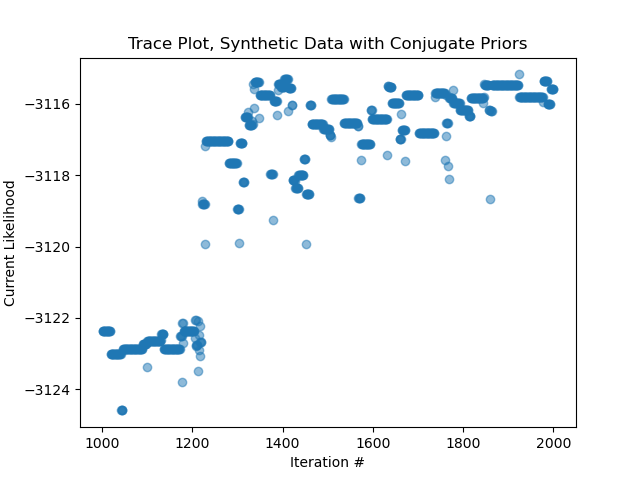 Trace Plot, Synthetic Data with Conjugate Priors
Current Likelihood
−3116
−3118
−3120
−3122
−3124
1000 1200 1400 1600 1800 2000
Iteration #